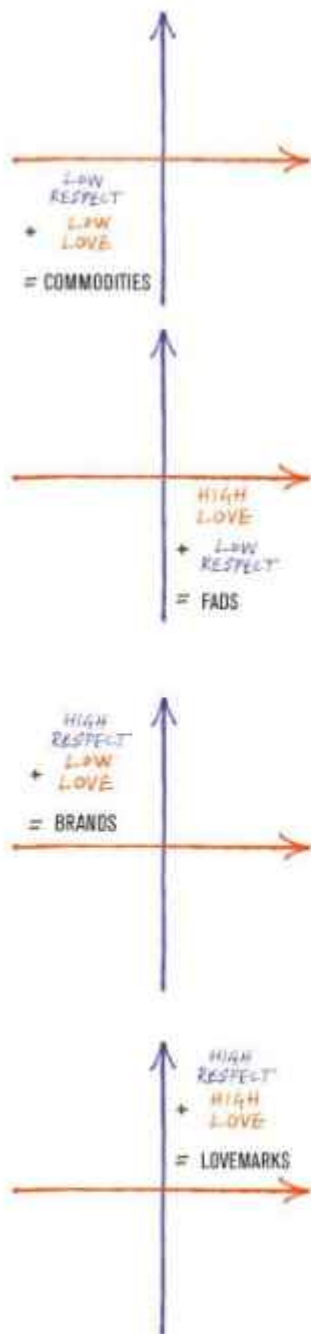 LOW
RESPECT
+ LOW
LOVE
= COMMODITIES
HIGH
LOVE
+ LOW
RESPECT
= FADS
HIGH
RESPECT
+ LOW
LOVE
= BRANDS
HIGH
RESPECT
+ HIGH
LOVE
= LOVEMARKS